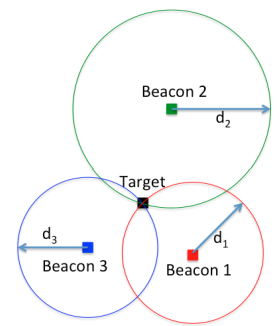 Beacon 2
d₂
Target
d₃
d₁
Beacon 3
Beacon 1